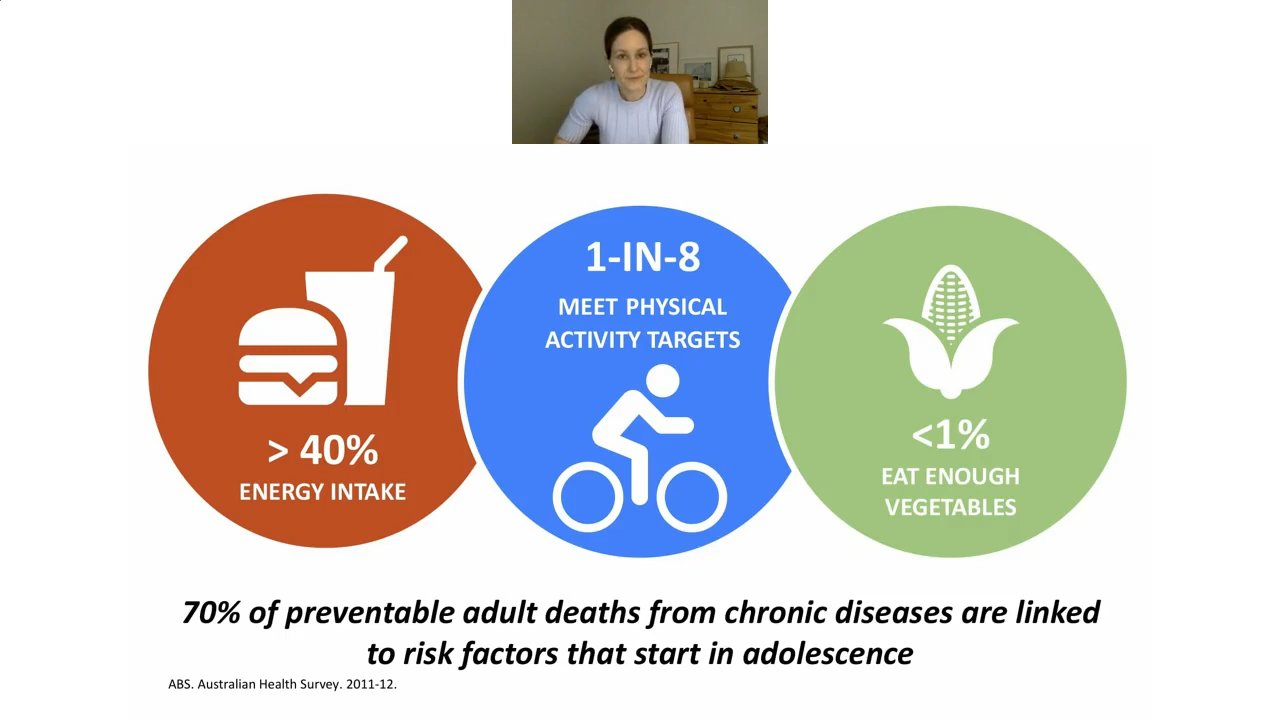 > 40%
ENERGY INTAKE
1-IN-8
MEET PHYSICAL
ACTIVITY TARGETS
<1%
EAT ENOUGH
VEGETABLES
70% of preventable adult deaths from chronic diseases are linked
to risk factors that start in adolescence
ABS. Australian Health Survey. 2011-12.